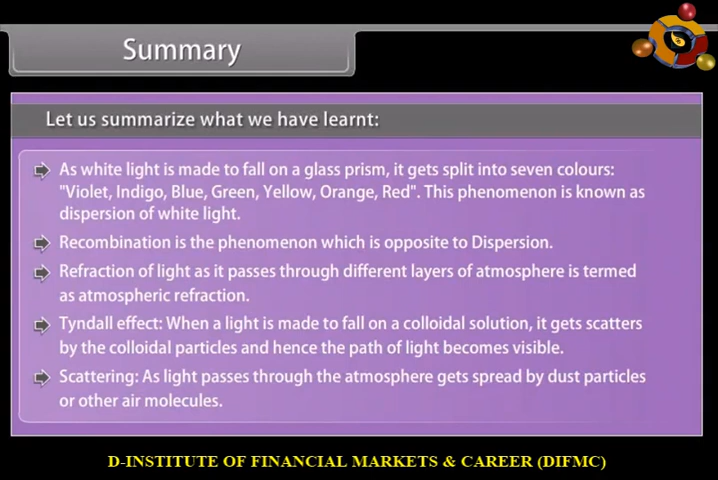 Summary
Let us summarize what we have learnt:
As white light is made to fall on a glass prism, it gets split into seven colours:
"Violet, Indigo, Blue, Green, Yellow, Orange, Red". This phenomenon is known as
dispersion of white light.
Recombination is the phenomenon which is opposite to Dispersion.
Refraction of light as it passes through different layers of atmosphere is termed
as atmospheric refraction.
Tyndall effect: When a light is made to fall on a colloidal solution, it gets scatters
by the colloidal particles and hence the path of light becomes visible.
Scattering: As light passes through the atmosphere gets spread by dust particles
or other air molecules.
D-INSTITUTE OF FINANCIAL MARKETS & CAREER (DIFMC)